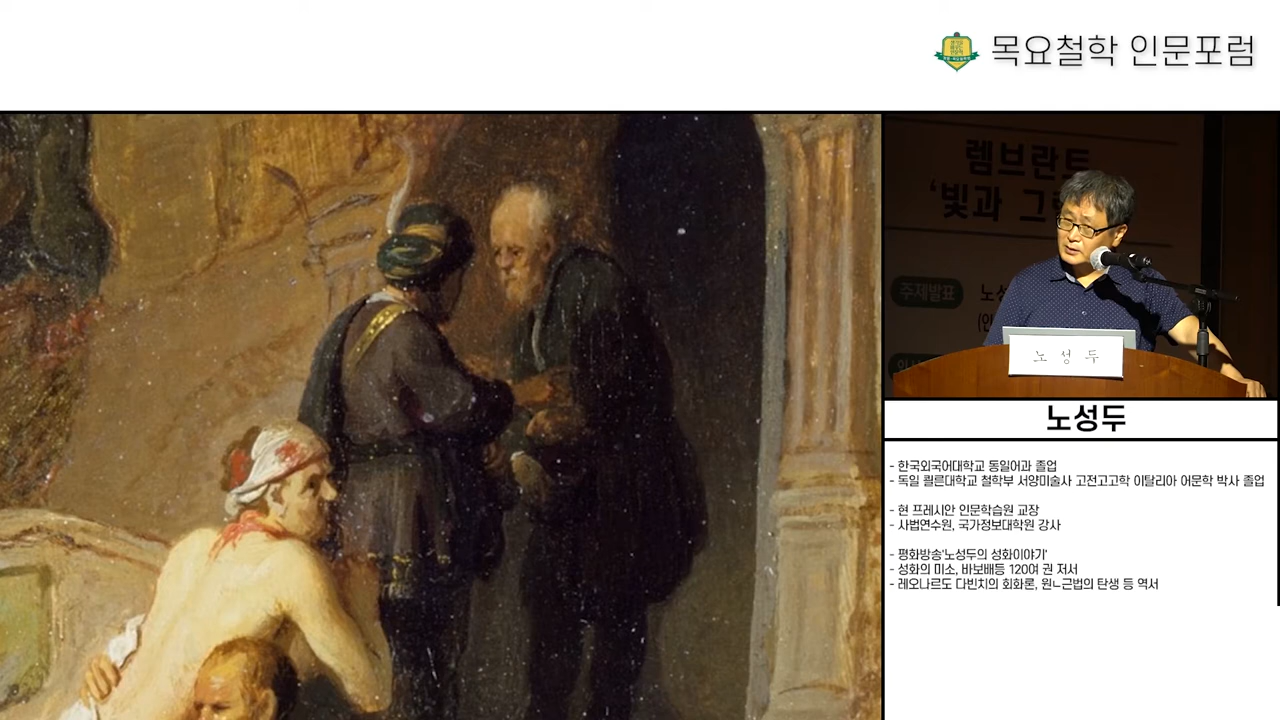 목요철학 인문포럼
렘브란트
'빛과 그
주제발표
노성
(인
노 성 두
노성두
- 한국외국어대학교 동일어과 졸업
- 독일 쾰른대학교 철학부 서양미술사 고전고고학 이탈리아 어문학 박사 졸업
- 현 프레시안 인문학습원 교장
- 사법연수원, 국가정보대학원 강사
- 평화방송'노성두의 성화이야기'
- 성화의 미소, 바보배등 120여 권 저서
- 레오나르도 다빈치의 회화론, 원ㄴ근법의 탄생 등 역서